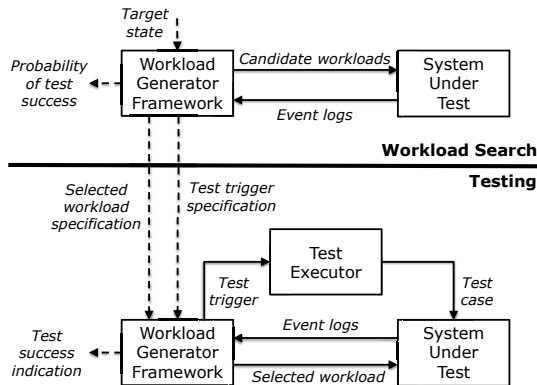 Target
state
Probability
of test
success
Workload
Generator
Framework
Candidate workloads
Event logs
System
Under
Test
Workload Search
Testing
Selected
workload
specification
Test trigger
specification
Test
trigger
Test
Executor
Test
case
Test
success
indication
Workload
Generator
Framework
Event logs
Selected workload
System
Under
Test